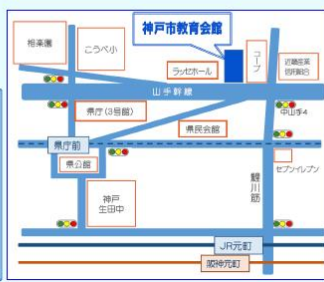 神戸市教育会館
相楽園
こうべ小
ラッセホール
コープ
近畿産業
信用組合
山手幹線
県庁(3号館)
中山手4
県民会館
県庁前
県公館
セブンイレブン
鯉川筋
神戸
生田中
JR元町
阪神元町